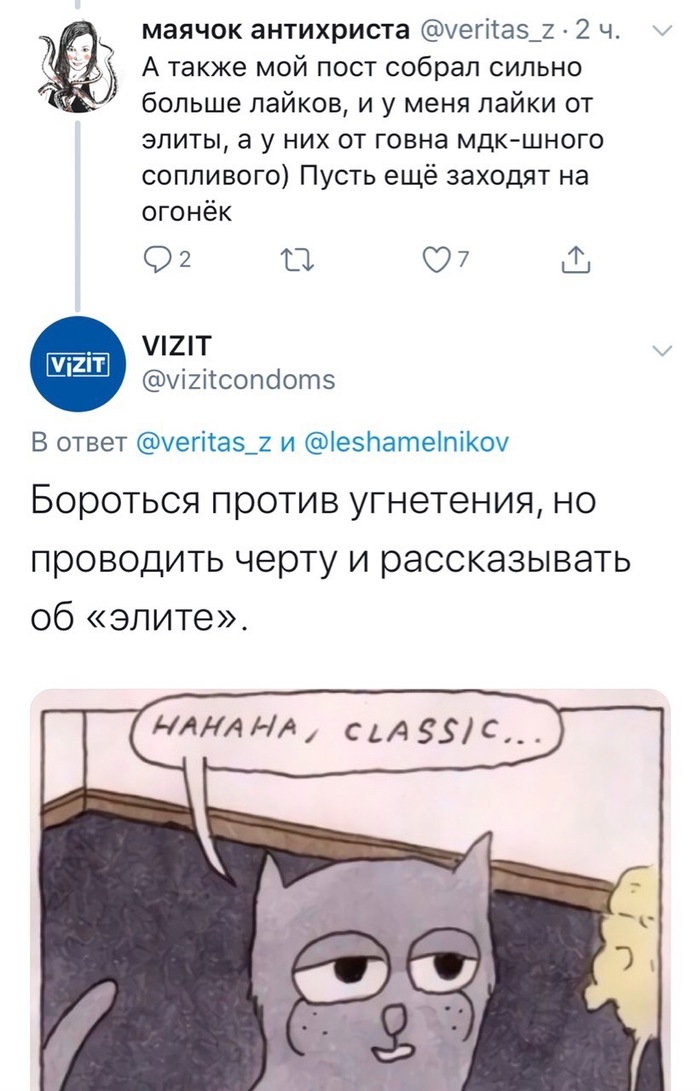 маячок антихриста @veritas_z · 2 ч.
А также мой пост собрал сильно
больше лайков, и у меня лайки от
элиты, а у них от говна мдк-шного
сопливого) Пусть ещё заходят на
огонёк
2 7
ViZiT
VIZIT
@vizitcondoms
В ответ @veritas_z и @leshamelnikov
Бороться против угнетения, но
проводить черту и рассказывать
об «элите».
HAHAHA, CLASSIC...